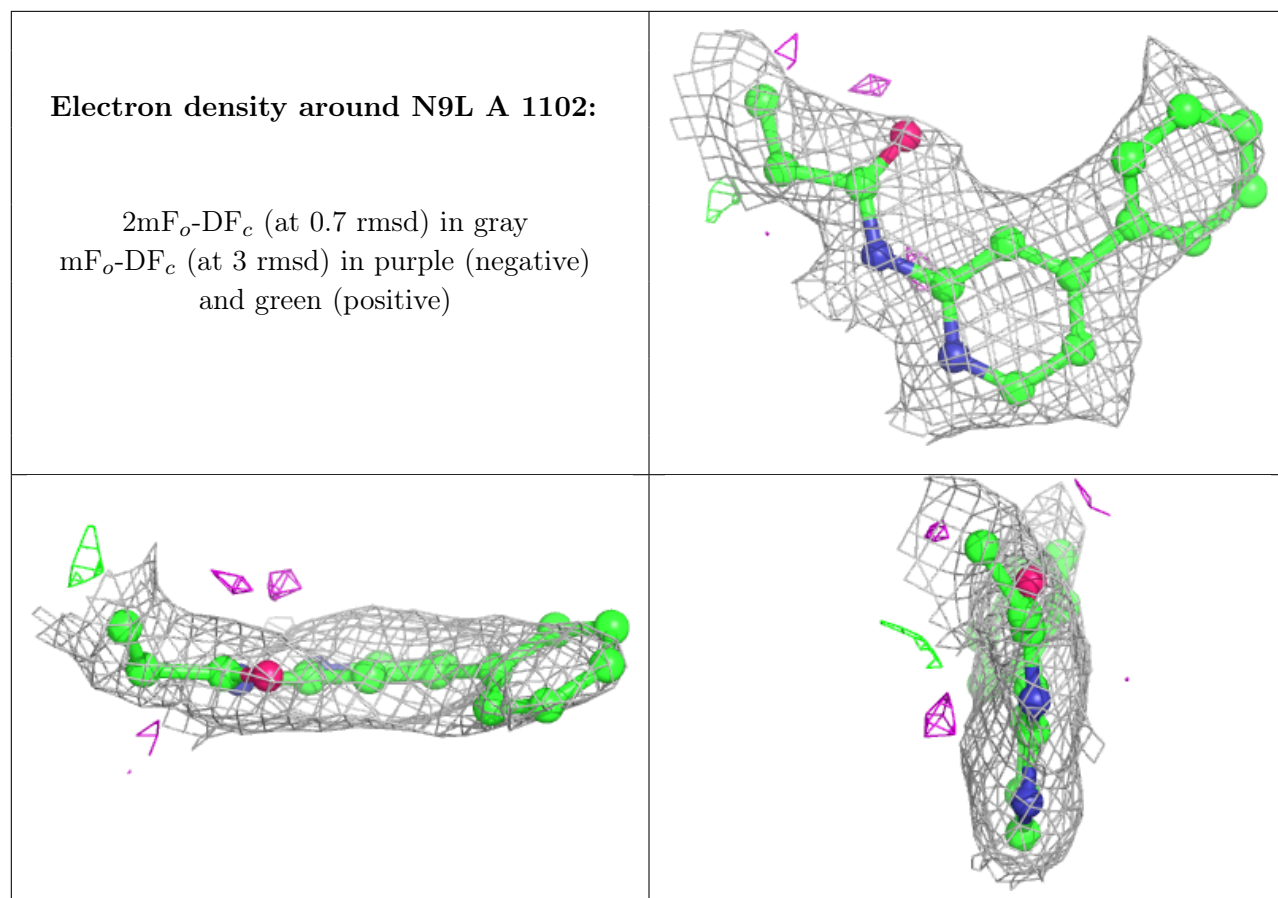 Electron density around N9L A 1102:
2mFo-DFc (at 0.7 rmsd) in gray
mFo-DFc (at 3 rmsd) in purple (negative)
and green (positive)